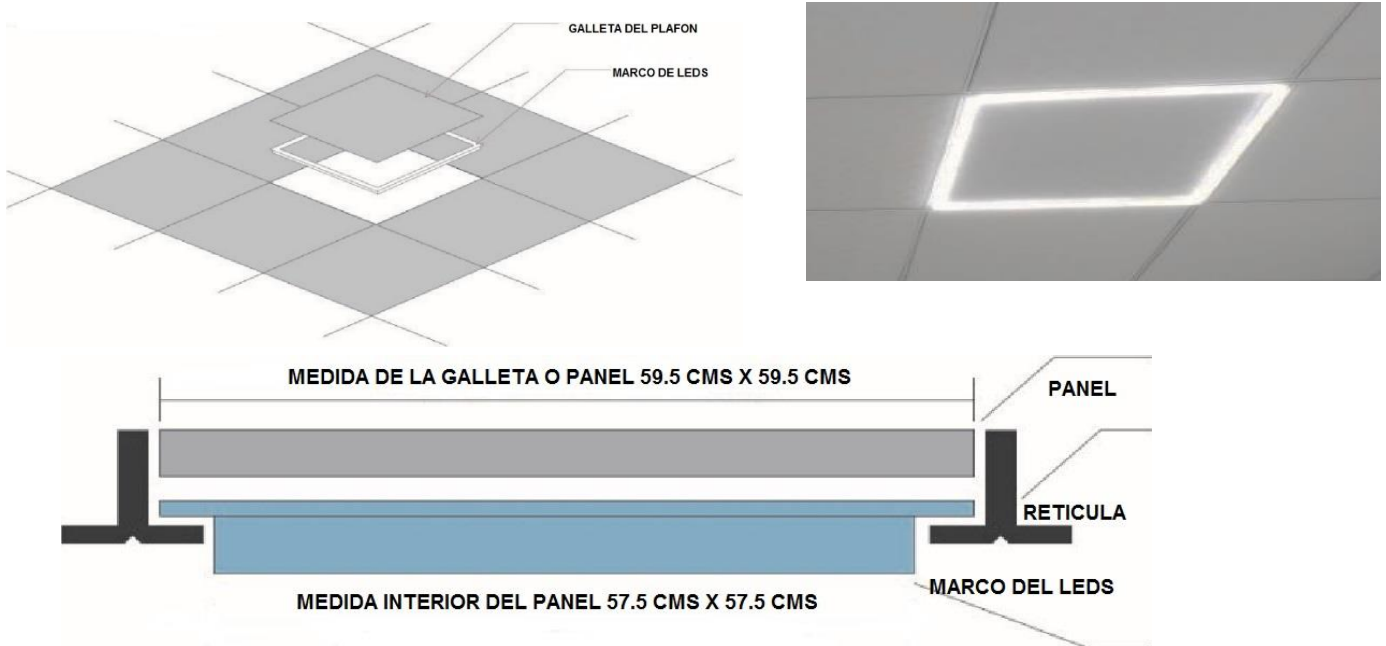 GALLETA DEL PLAFON
MARCO DE LEDS
MEDIDA DE LA GALLETA O PANEL 59.5 CMS X 59.5 CMS
PANEL
RETICULA
MARCO DEL LEDS
MEDIDA INTERIOR DEL PANEL 57.5 CMS X 57.5 CMS